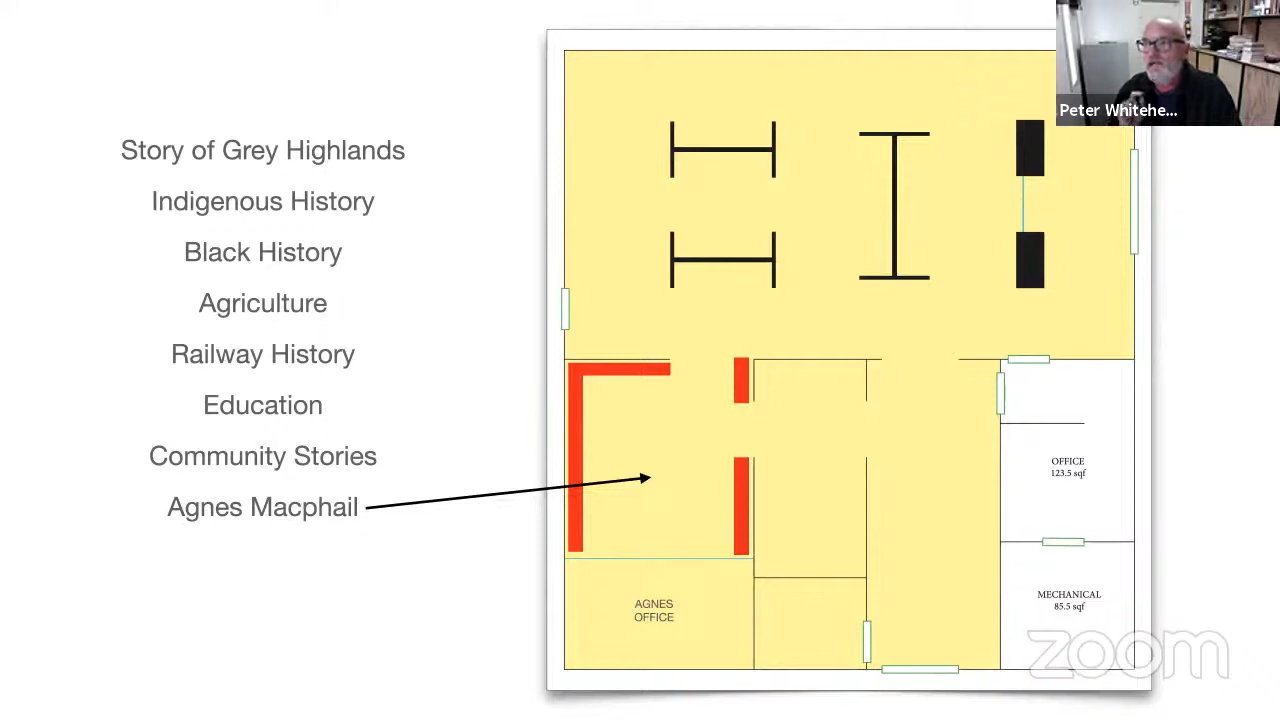 Peter Whitehe...
Story of Grey Highlands
Indigenous History
Black History
Agriculture
Railway History
Education
Community Stories
Agnes Macphail
OFFICE
123.5 sqf
AGNES
OFFICE
MECHANICAL
85.5 sqf
zoom